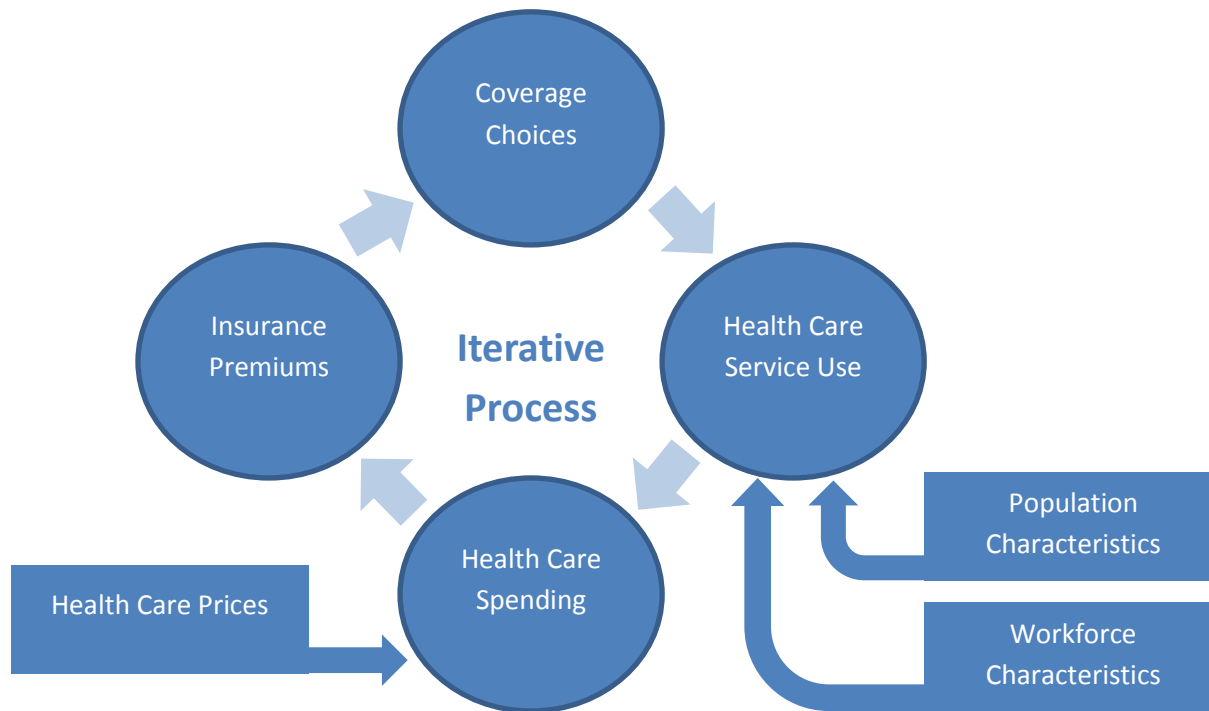 Coverage
Choices
Insurance
Premiums
Iterative
Process
Health Care
Service Use
Health Care
Spending
Health Care Prices
Population
Characteristics
Workforce
Characteristics